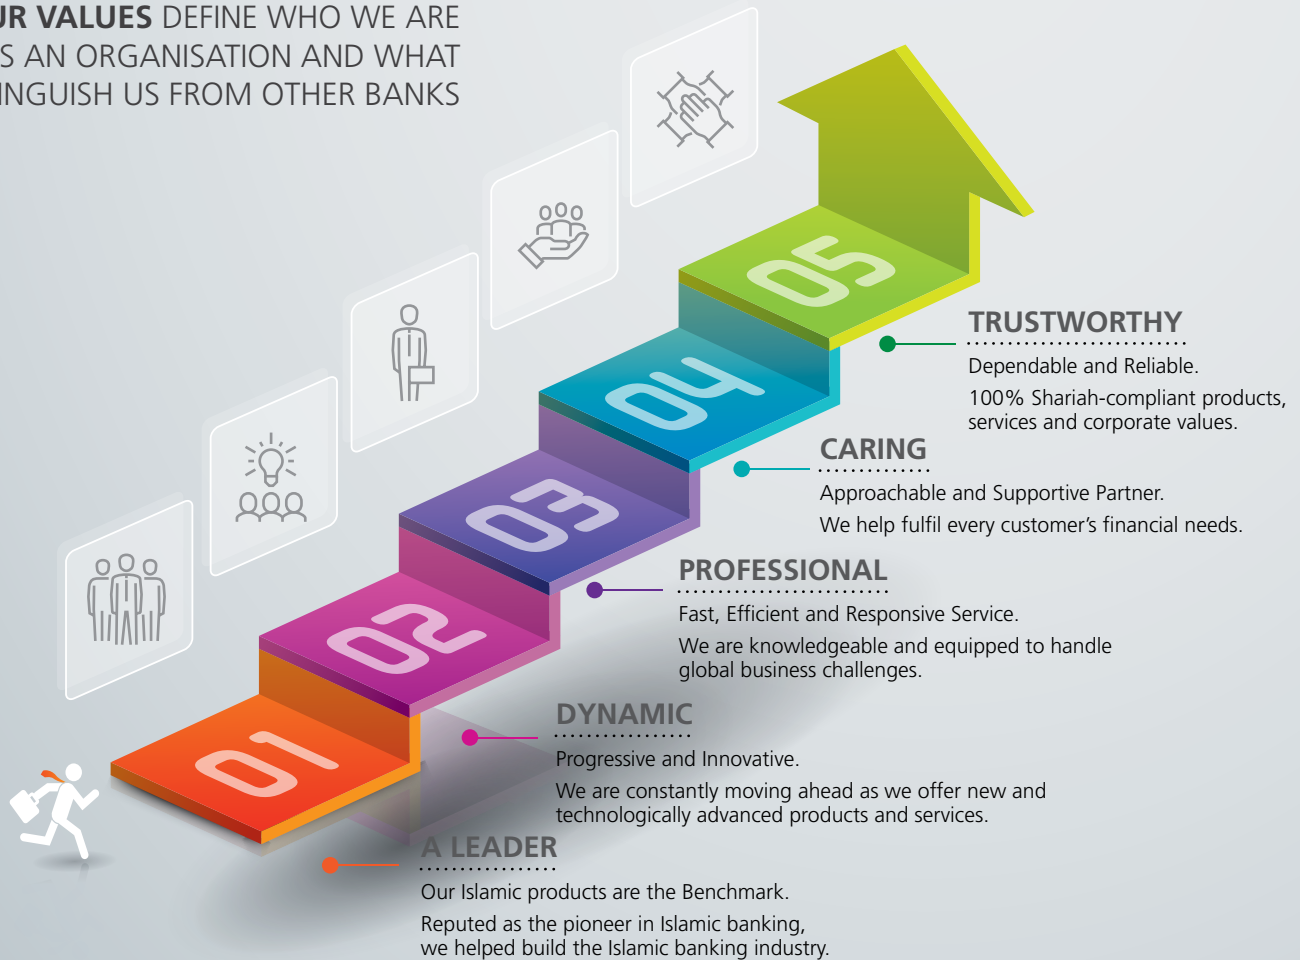 UR VALUES DEFINE WHO WE ARE
S AN ORGANISATION AND WHAT
INGUISH US FROM OTHER BANKS
05
TRUSTWORTHY
Dependable and Reliable.
100% Shariah-compliant products,
services and corporate values.
04
CARING
Approachable and Supportive Partner.
We help fulfil every customer’s financial needs.
03
PROFESSIONAL
Fast, Efficient and Responsive Service.
We are knowledgeable and equipped to handle
global business challenges.
02
DYNAMIC
Progressive and Innovative.
We are constantly moving ahead as we offer new and
technologically advanced products and services.
01
A LEADER
Our Islamic products are the Benchmark.
Reputed as the pioneer in Islamic banking,
we helped build the Islamic banking industry.